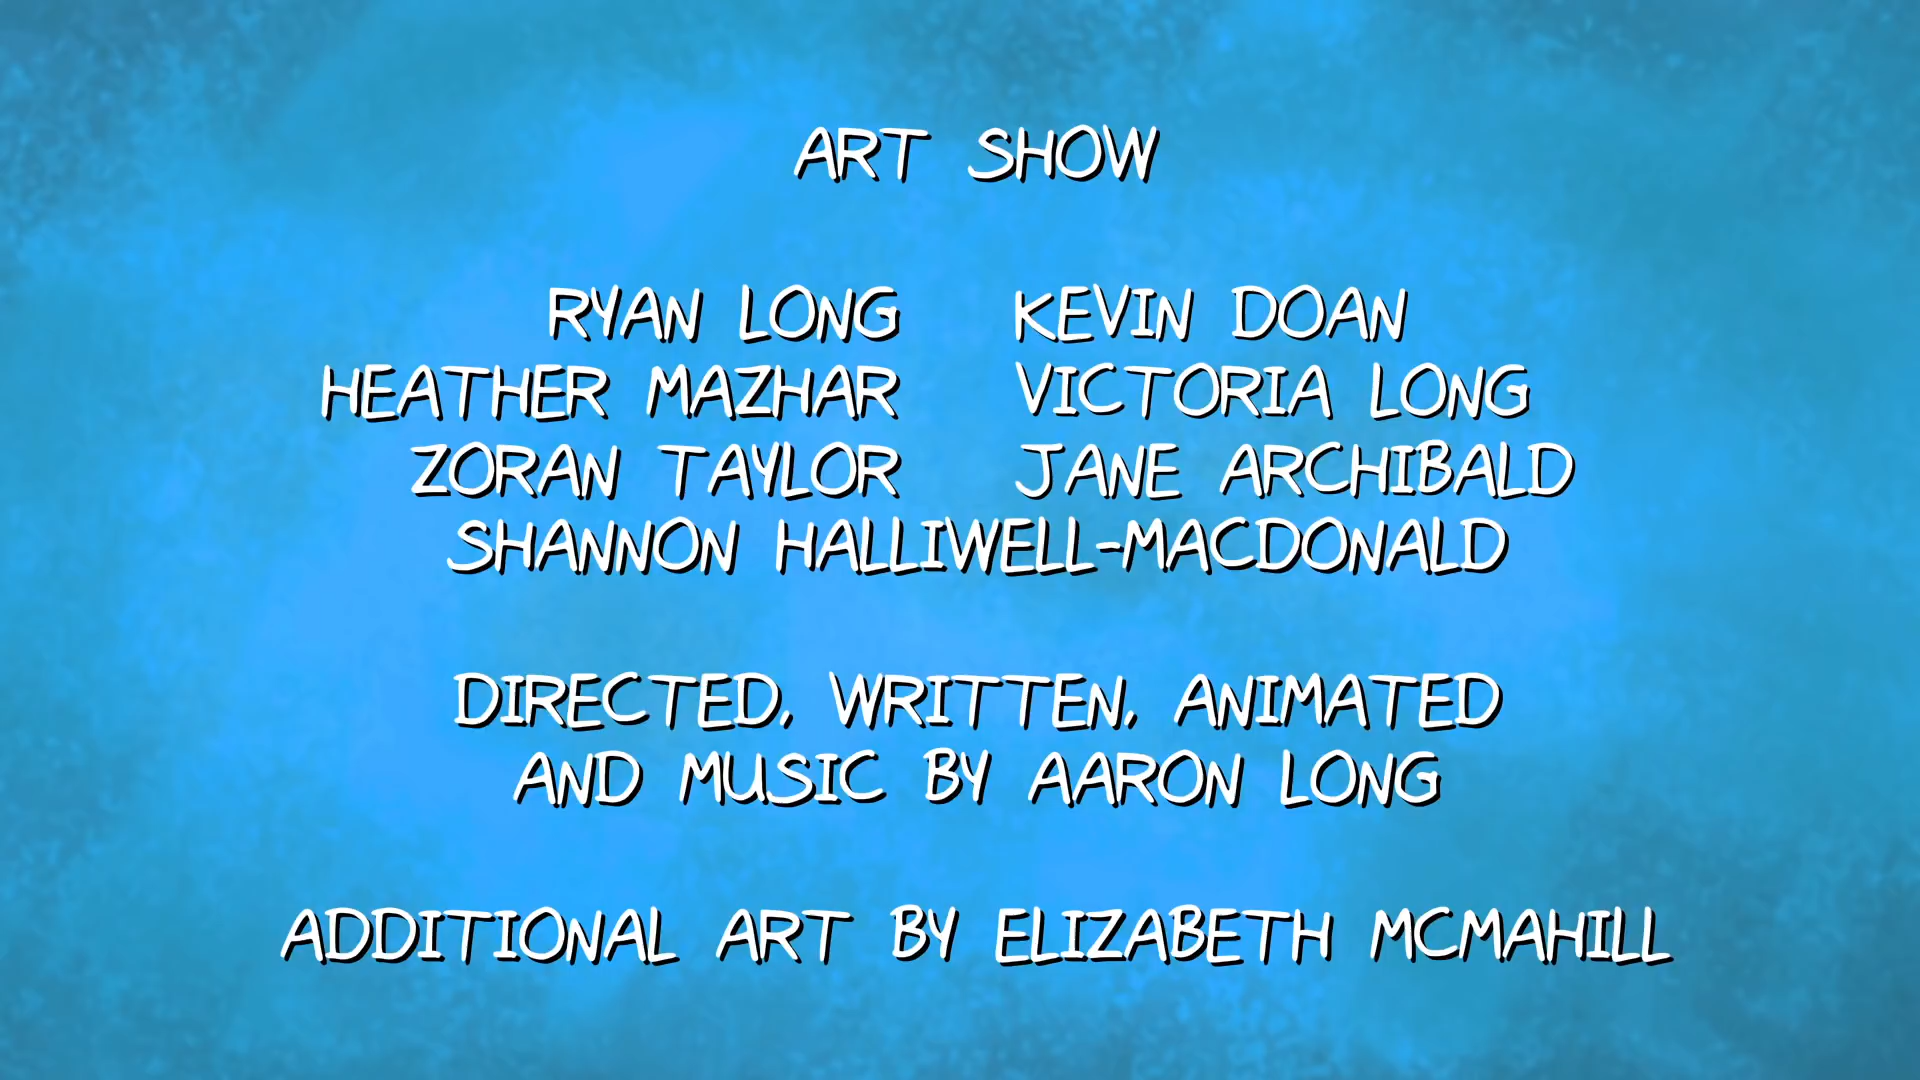 ART SHOW
RYAN LONG KEVIN DOAN
HEATHER MAZHAR VICTORIA LONG
ZORAN TAYLOR JANE ARCHIBALD
SHANNON HALLIWELL-MACDONALD
DIRECTED, WRITTEN, ANIMATED
AND MUSIC BY AARON LONG
ADDITIONAL ART BY ELIZABETH MCMAHILL